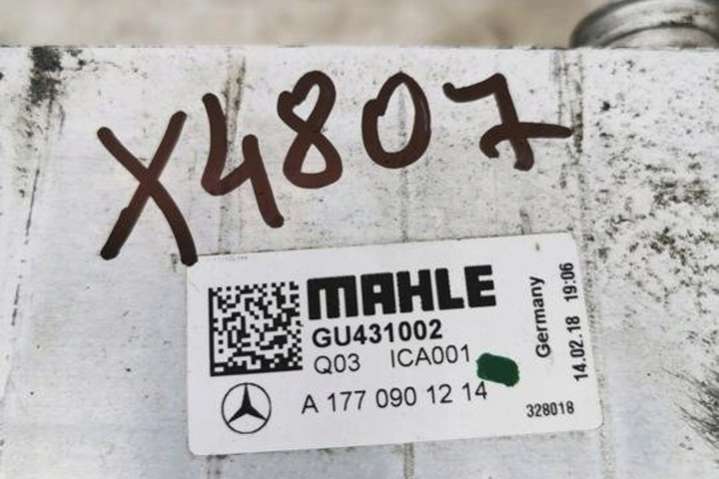 X4807
MAHLE
GU431002
Q03 ICA001
A 177 090 12 14
Germany
14.02.18 19:06
328018